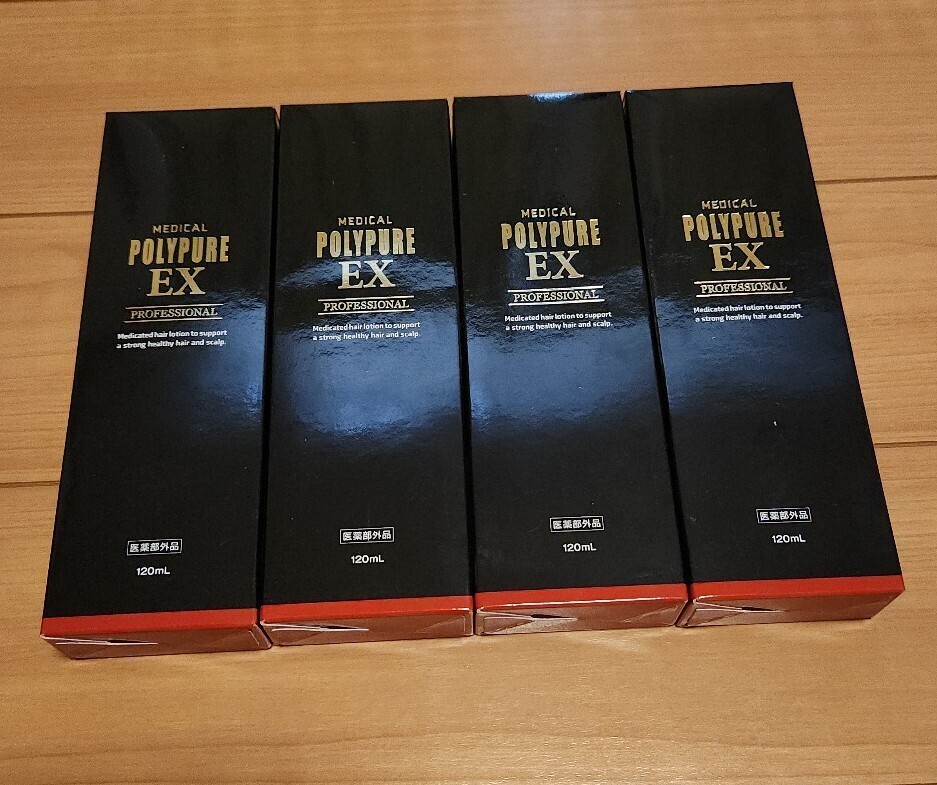 MEDICAL
POLYPURE
EX
PROFESSIONAL
Medicated hair lotion to support
a strong healthy hair and scalp.
医薬部外品
120mL
MEDICAL
POLYPURE
EX
PROFESSIONAL
Medicated hair lotion to support
a strong healthy hair and scalp.
医薬部外品
120mL
MEDICAL
POLYPURE
EX
PROFESSIONAL
Medicated hair lotion to support
a strong healthy hair and scalp.
医薬部外品
120mL
MEDICAL
POLYPURE
EX
PROFESSIONAL
Medicated hair lotion to support
a strong healthy hair and scalp.
医薬部外品
120mL